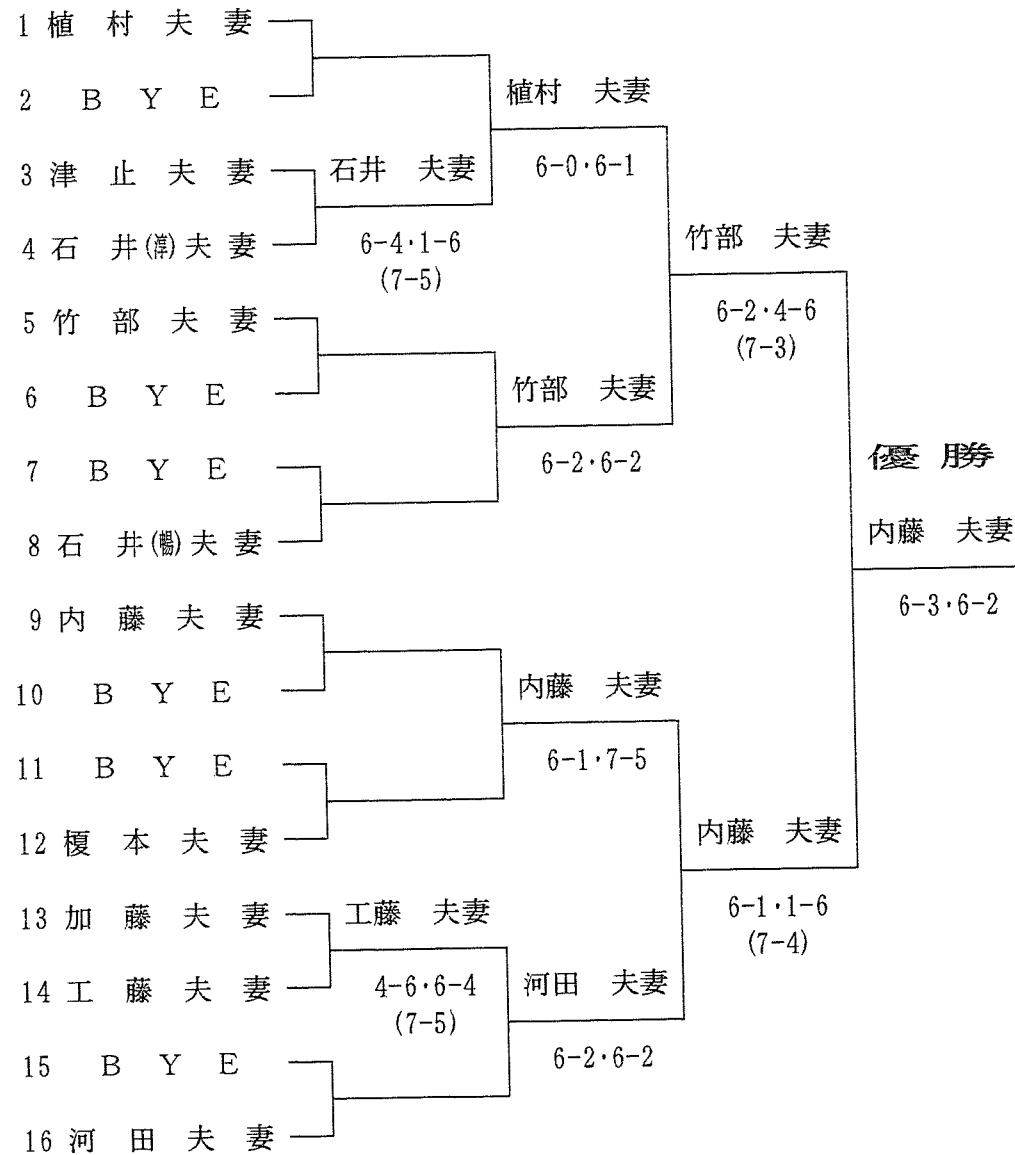 1 植村夫妻
2 BYE
植村 夫妻
3 津止夫妻
石井 夫妻
6-0・6-1
4 石井(淳)夫妻
6-4・1-6
(7-5)
竹部 夫妻
5 竹部夫妻
6-2・4-6
(7-3)
6 BYE
竹部 夫妻
7 BYE
6-2・6-2
優勝
8 石井(暢)夫妻
内藤 夫妻
9 内藤夫妻
6-3・6-2
10 BYE
内藤 夫妻
11 BYE
6-1・7-5
12 榎本夫妻
内藤 夫妻
13 加藤夫妻
工藤 夫妻
6-1・1-6
(7-4)
14 工藤夫妻
4-6・6-4
(7-5)
河田 夫妻
15 BYE
6-2・6-2
16 河田夫妻